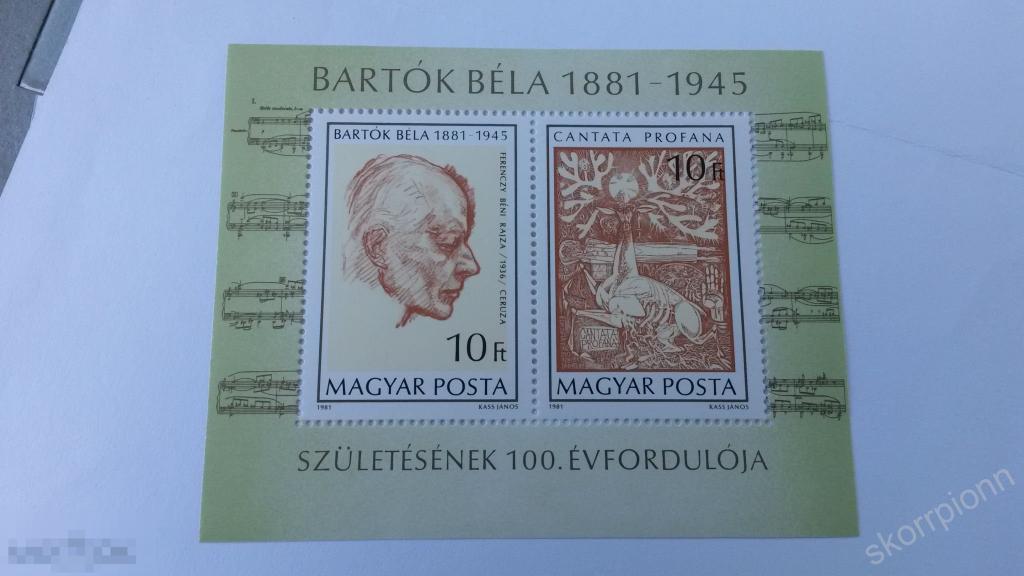 BARTÓK BÉLA 1881-1945
BARTÓK BÉLA 1881-1945
FERENCZY BÉNI RAJZA /1936/ CERUZA
10 Ft
MAGYAR POSTA
1981 KASS JÁNOS
CANTATA PROFANA
10 Ft
CANTATA
PROFANA
MAGYAR POSTA
1981 KASS JÁNOS
SZÜLETÉSÉNEK 100. ÉVFORDULÓJA
skorrpionn